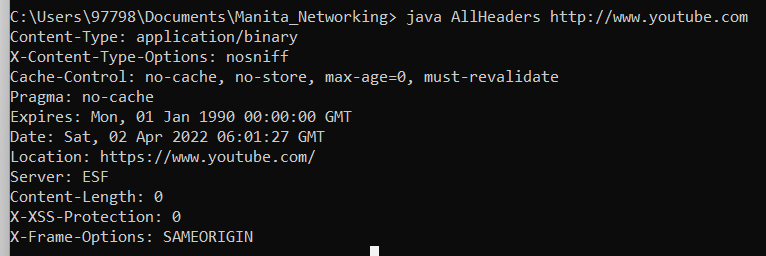 C:\Users\97798\Documents\Manita_Networking> java AllHeaders http://www.youtube.com
Content-Type: application/binary
X-Content-Type-Options: nosniff
Cache-Control: no-cache, no-store, max-age=0, must-revalidate
Pragma: no-cache
Expires: Mon, 01 Jan 1990 00:00:00 GMT
Date: Sat, 02 Apr 2022 06:01:27 GMT
Location: https://www.youtube.com/
Server: ESF
Content-Length: 0
X-XSS-Protection: 0
X-Frame-Options: SAMEORIGIN